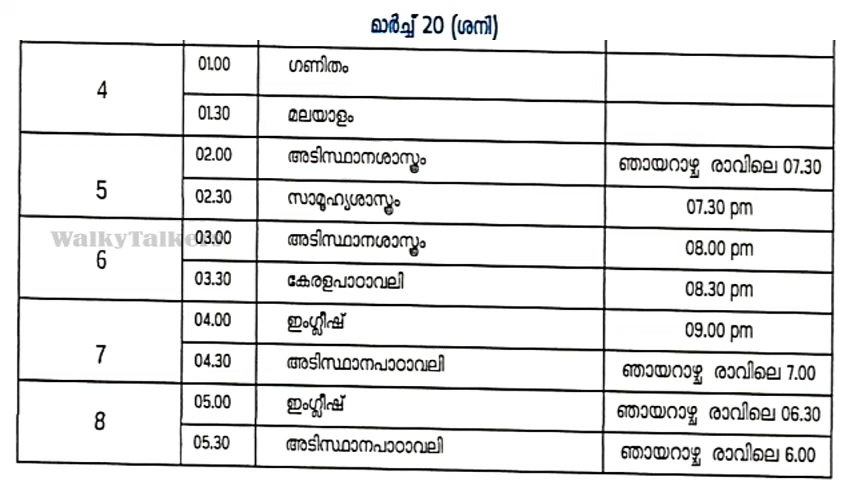 മാർച്ച് 20 (ശനി)
4
01.00 ഗണിതം
01.30 മലയാളം
5
02.00 അടിസ്ഥാനശാസ്ത്രം ഞായറാഴ്ച രാവിലെ 07.30
02.30 സാമൂഹ്യശാസ്ത്രം 07.30 pm
WalkyTalkers
6
03.00 അടിസ്ഥാനശാസ്ത്രം 08.00 pm
03.30 കേരളപാഠാവലി 08.30 pm
7
04.00 ഇംഗ്ലീഷ് 09.00 pm
04.30 അടിസ്ഥാനപാഠാവലി ഞായറാഴ്ച രാവിലെ 7.00
8
05.00 ഇംഗ്ലീഷ് ഞായറാഴ്ച രാവിലെ 06.30
05.30 അടിസ്ഥാനപാഠാവലി ഞായറാഴ്ച രാവിലെ 6.00